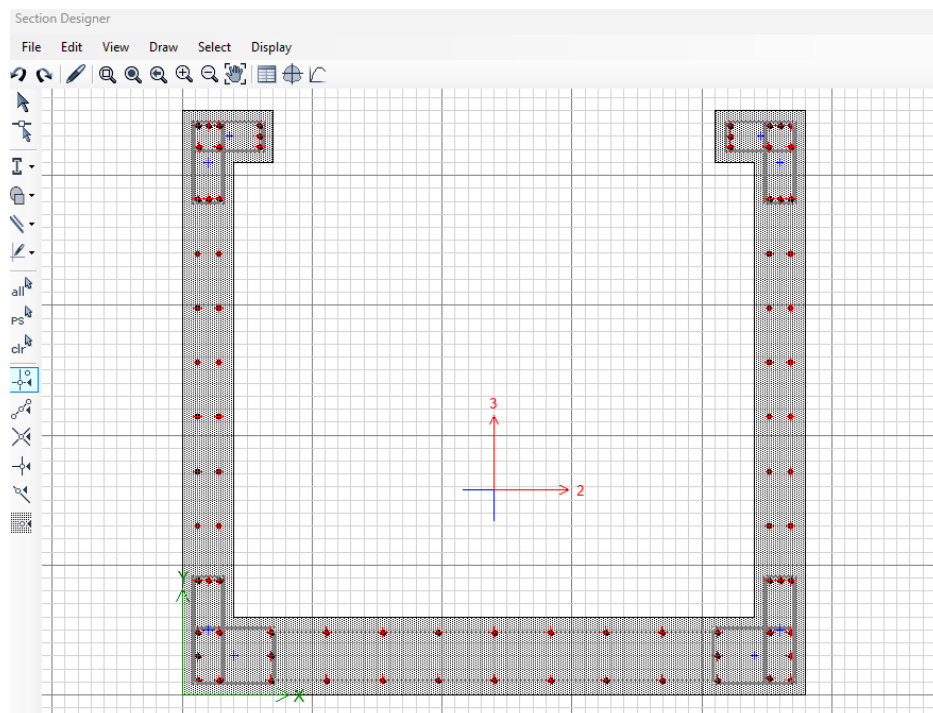 Section Designer
File Edit View Draw Select Display
all
PS
clr
3
2
Y
X